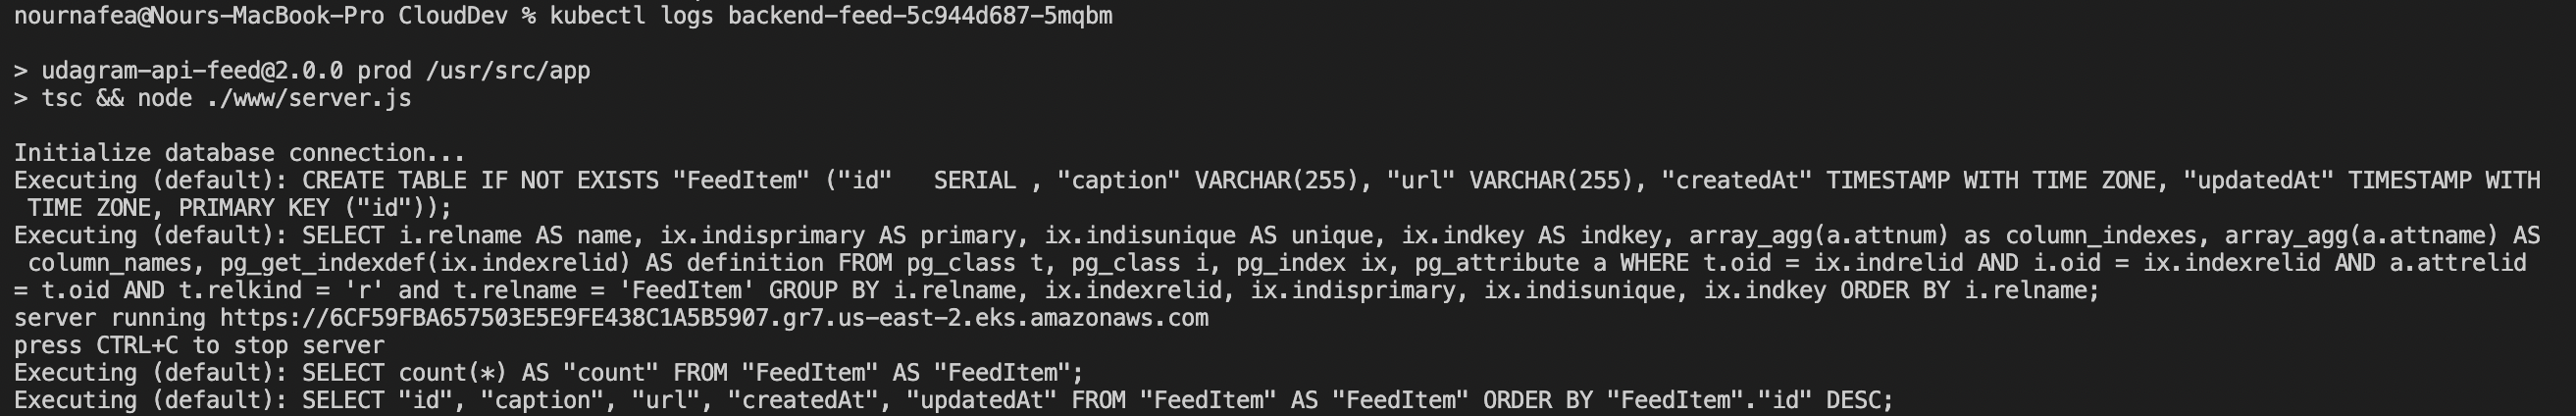 nournafea@Nours-MacBook-Pro CloudDev % kubectl logs backend-feed-5c944d687-5mqbm
> udagram-api-feed@2.0.0 prod /usr/src/app
> tsc && node ./www/server.js
Initialize database connection...
Executing (default): CREATE TABLE IF NOT EXISTS "FeedItem" ("id"   SERIAL , "caption" VARCHAR(255), "url" VARCHAR(255), "createdAt" TIMESTAMP WITH TIME ZONE, "updatedAt" TIMESTAMP WITH
 TIME ZONE, PRIMARY KEY ("id"));
Executing (default): SELECT i.relname AS name, ix.indisprimary AS primary, ix.indisunique AS unique, ix.indkey AS indkey, array_agg(a.attnum) as column_indexes, array_agg(a.attname) AS
 column_names, pg_get_indexdef(ix.indexrelid) AS definition FROM pg_class t, pg_class i, pg_index ix, pg_attribute a WHERE t.oid = ix.indrelid AND i.oid = ix.indexrelid AND a.attrelid
= t.oid AND t.relkind = 'r' and t.relname = 'FeedItem' GROUP BY i.relname, ix.indexrelid, ix.indisprimary, ix.indisunique, ix.indkey ORDER BY i.relname;
server running https://6CF59FBA657503E5E9FE438C1A5B5907.gr7.us-east-2.eks.amazonaws.com
press CTRL+C to stop server
Executing (default): SELECT count(*) AS "count" FROM "FeedItem" AS "FeedItem";
Executing (default): SELECT "id", "caption", "url", "createdAt", "updatedAt" FROM "FeedItem" AS "FeedItem" ORDER BY "FeedItem"."id" DESC;